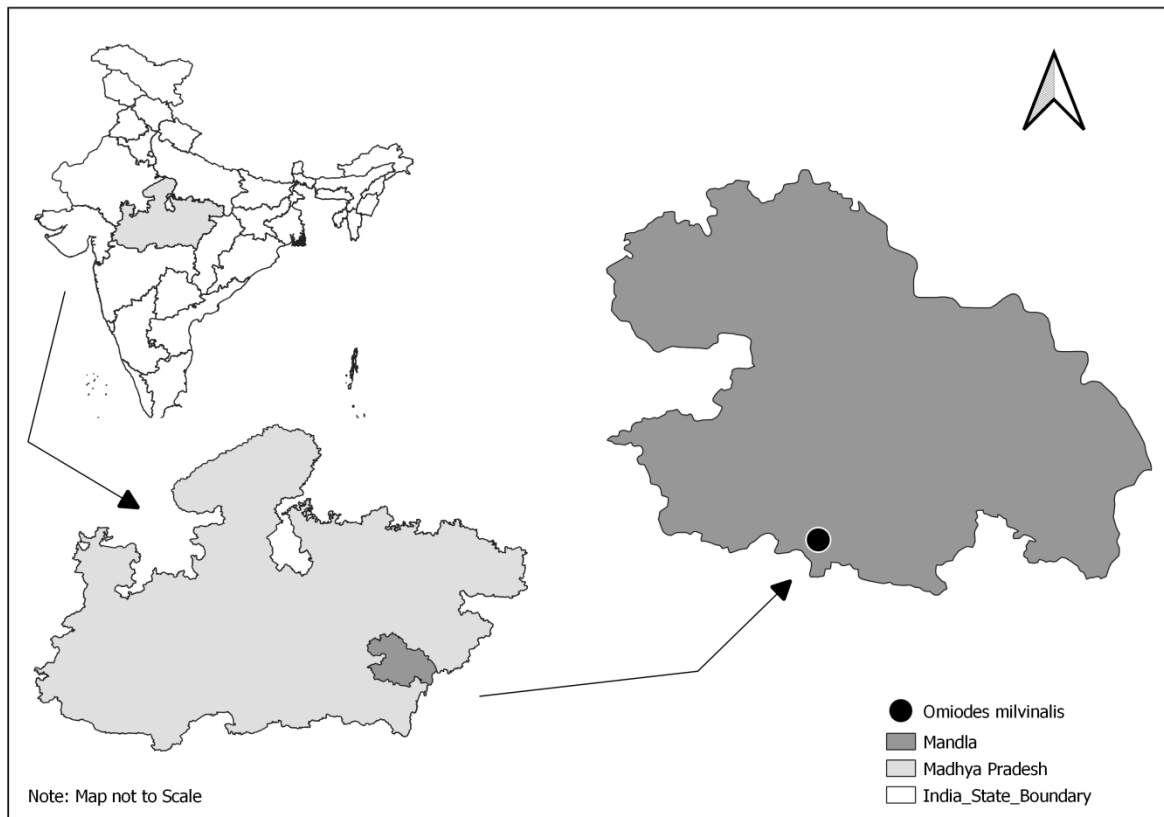 Omiodes milvinalis
Mandla
Madhya Pradesh
India_State_Boundary
Note: Map not to Scale